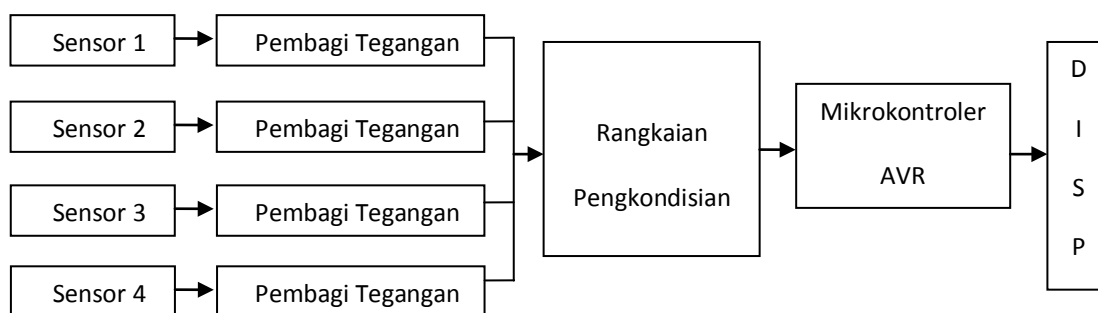 Sensor 1
Pembagi Tegangan
Sensor 2
Pembagi Tegangan
Sensor 3
Pembagi Tegangan
Sensor 4
Pembagi Tegangan
Rangkaian
Pengkondisian
Mikrokontroler
AVR
D
I
S
P